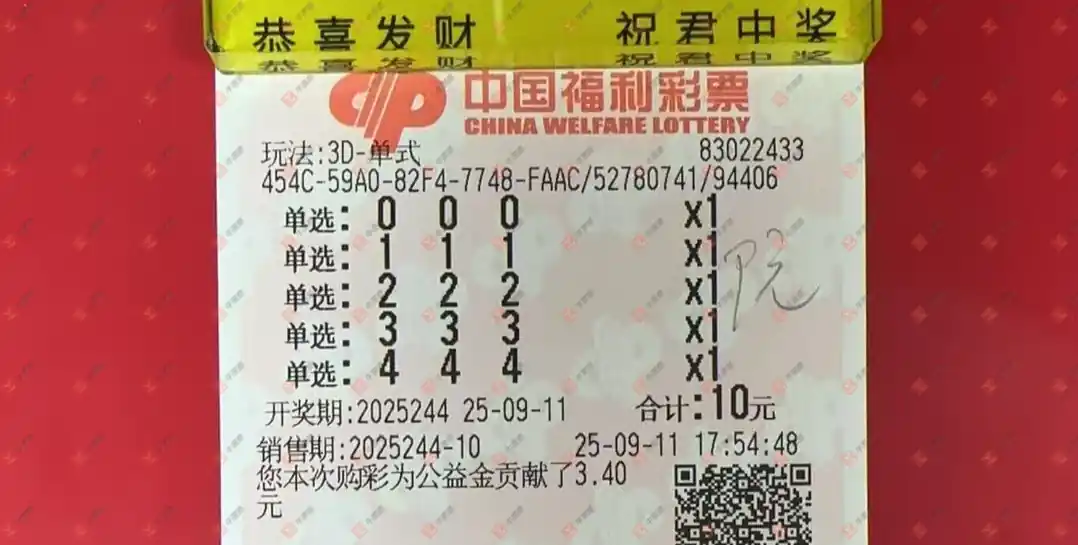 恭喜发财 祝君中奖
中国福利彩票
CHINA WELFARE LOTTERY
玩法:3D-单式 83022433
454C-59A0-82F4-7748-FAAC/52780741/94406
单选: 0 0 0 x1
单选: 1 1 1 x1
单选: 2 2 2 x1
单选: 3 3 3 x1
单选: 4 4 4 x1
开奖期:2025244 25-09-11 合计:10元
销售期:2025244-10 25-09-11 17:54:48
您本次购彩为公益金贡献了3.40
元